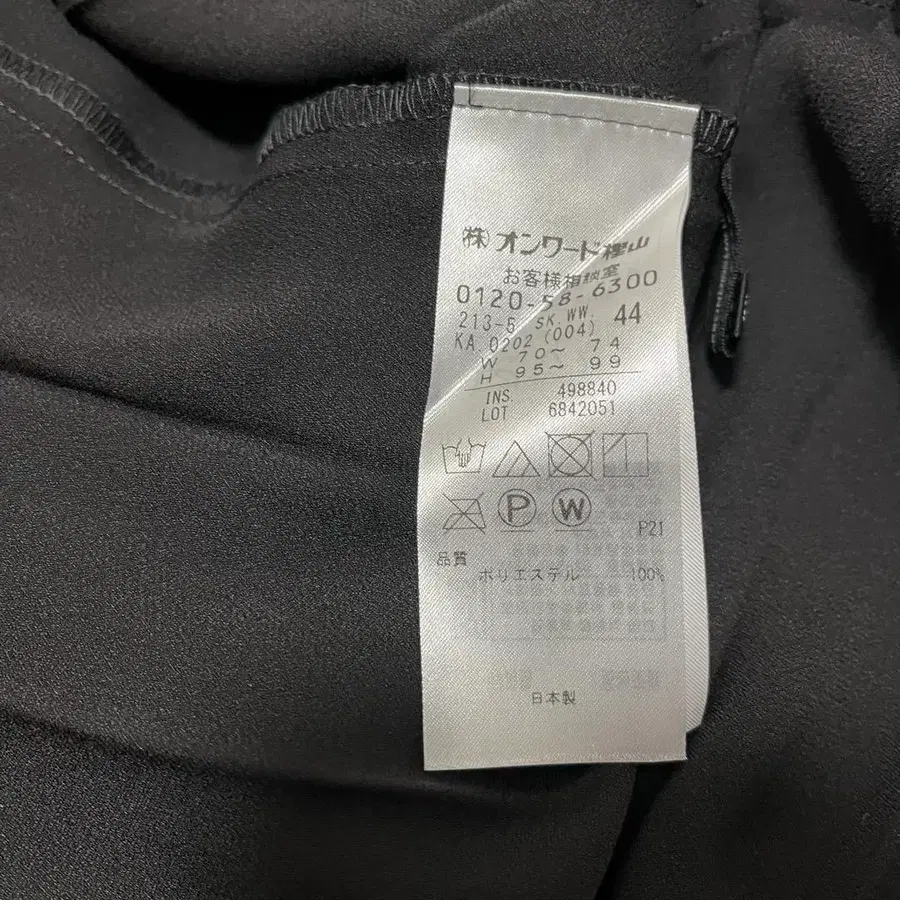 ㈱オンワード樫山
お客様相談室
0120-58-6300
213-5 SK.WW. 44
KA 0202 (004)
W 70～ 74
H 95～ 99
INS. 498840
LOT 6842051
P W
P21
品質
ポリエステル 100%
日本製